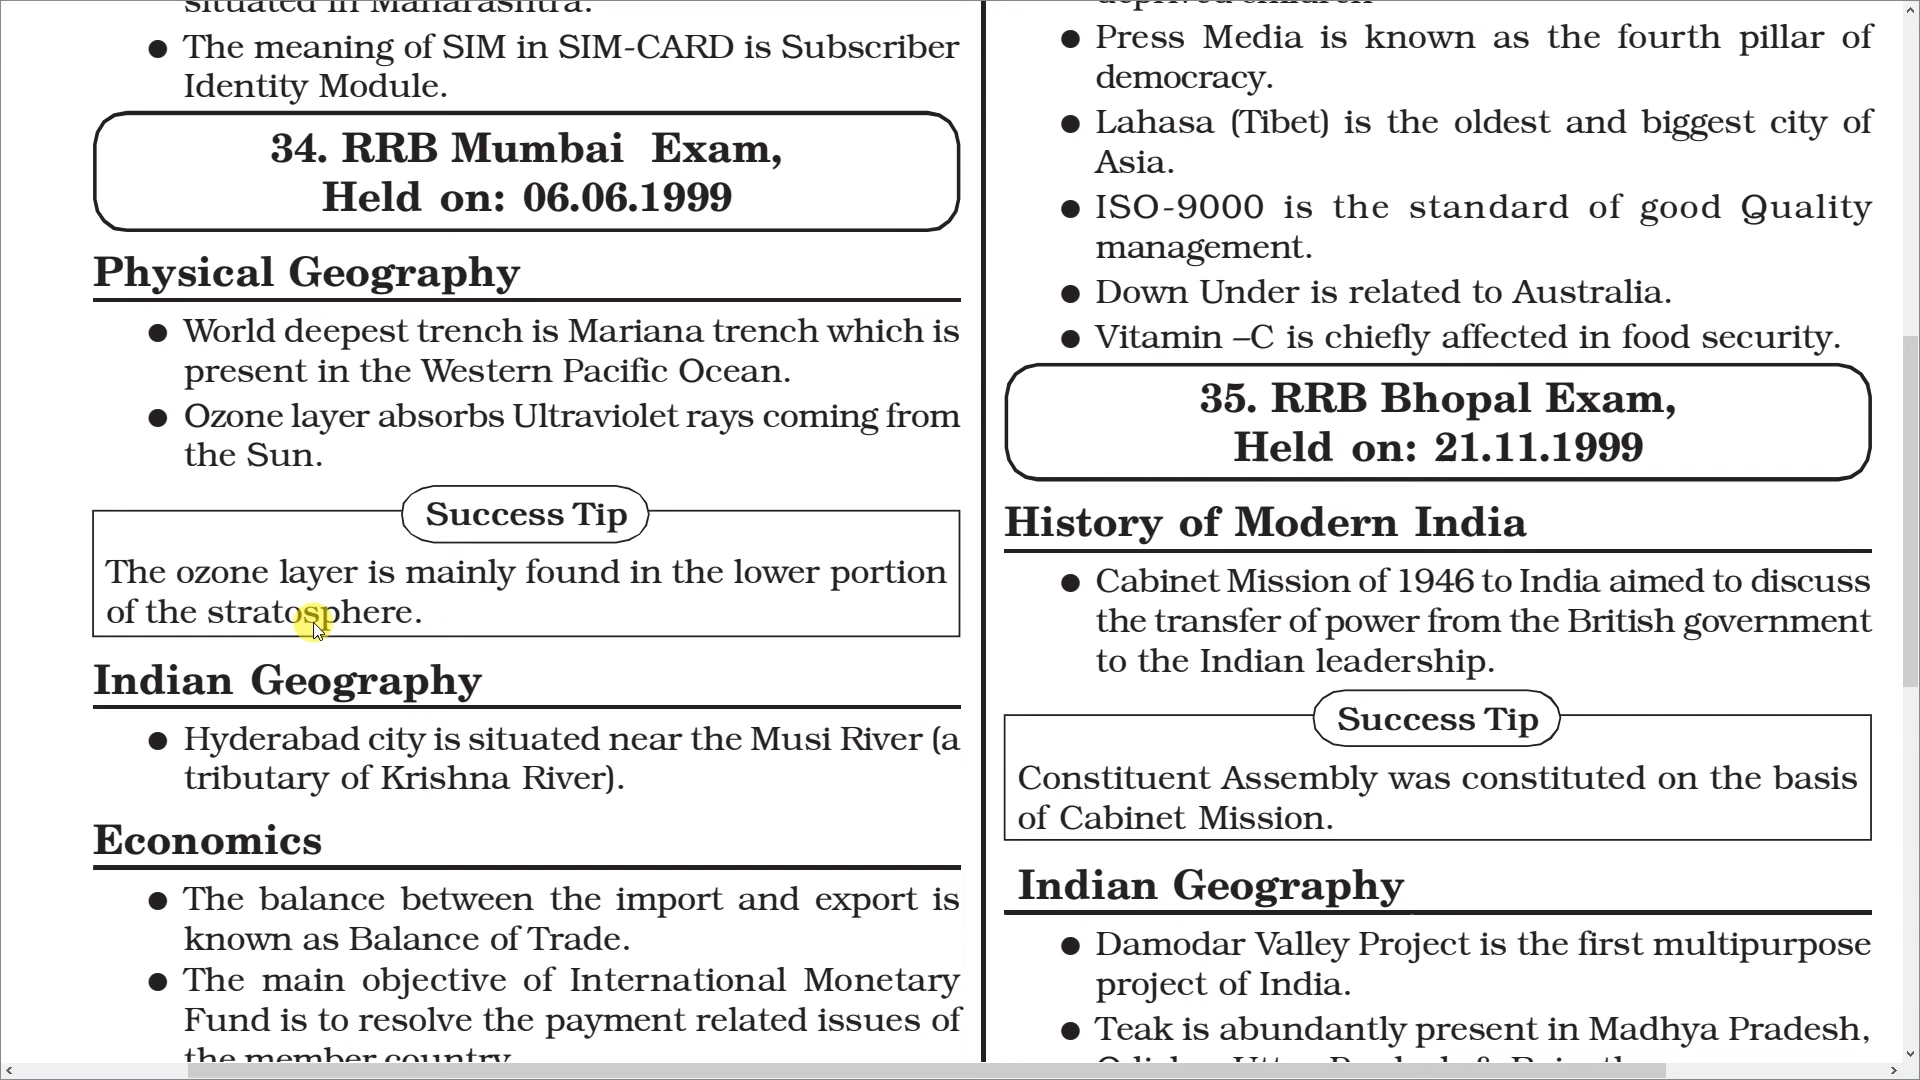 situated in Maharashtra.
● The meaning of SIM in SIM-CARD is Subscriber
Identity Module.
34. RRB Mumbai Exam,
Held on: 06.06.1999
Physical Geography
● World deepest trench is Mariana trench which is
present in the Western Pacific Ocean.
● Ozone layer absorbs Ultraviolet rays coming from
the Sun.
Success Tip
The ozone layer is mainly found in the lower portion
of the stratosphere.
Indian Geography
● Hyderabad city is situated near the Musi River (a
tributary of Krishna River).
Economics
● The balance between the import and export is
known as Balance of Trade.
● The main objective of International Monetary
Fund is to resolve the payment related issues of
the member country
deprived children
● Press Media is known as the fourth pillar of
democracy.
● Lahasa (Tibet) is the oldest and biggest city of
Asia.
● ISO-9000 is the standard of good Quality
management.
● Down Under is related to Australia.
● Vitamin –C is chiefly affected in food security.
35. RRB Bhopal Exam,
Held on: 21.11.1999
History of Modern India
● Cabinet Mission of 1946 to India aimed to discuss
the transfer of power from the British government
to the Indian leadership.
Success Tip
Constituent Assembly was constituted on the basis
of Cabinet Mission.
Indian Geography
● Damodar Valley Project is the first multipurpose
project of India.
● Teak is abundantly present in Madhya Pradesh,